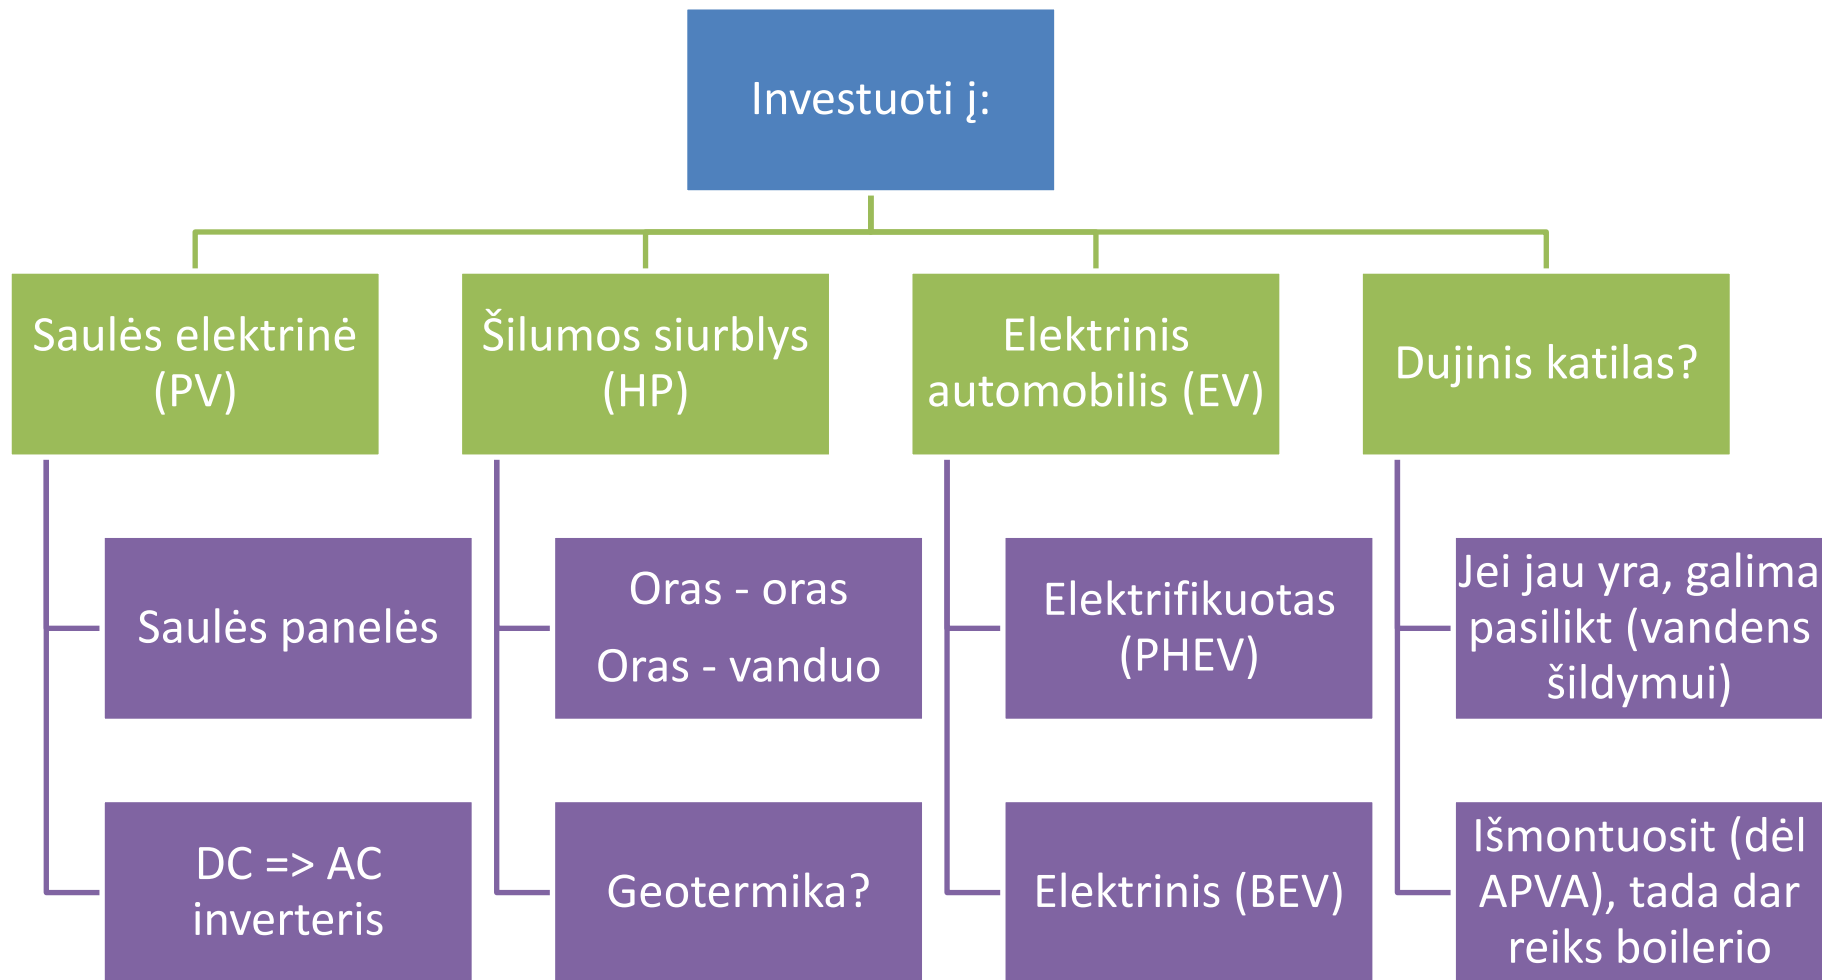 Investuoti į:
Saulės elektrinė
(PV)
Šilumos siurblys
(HP)
Elektrinis
automobilis (EV)
Dujinis katilas?
Saulės panelės
Oras - oras
Oras - vanduo
Elektrifikuotas
(PHEV)
Jei jau yra, galima
pasilikt (vandens
šildymui)
DC => AC
inverteris
Geotermika?
Elektrinis (BEV)
Išmontuosit (dėl
APVA), tada dar
reiks boilerio